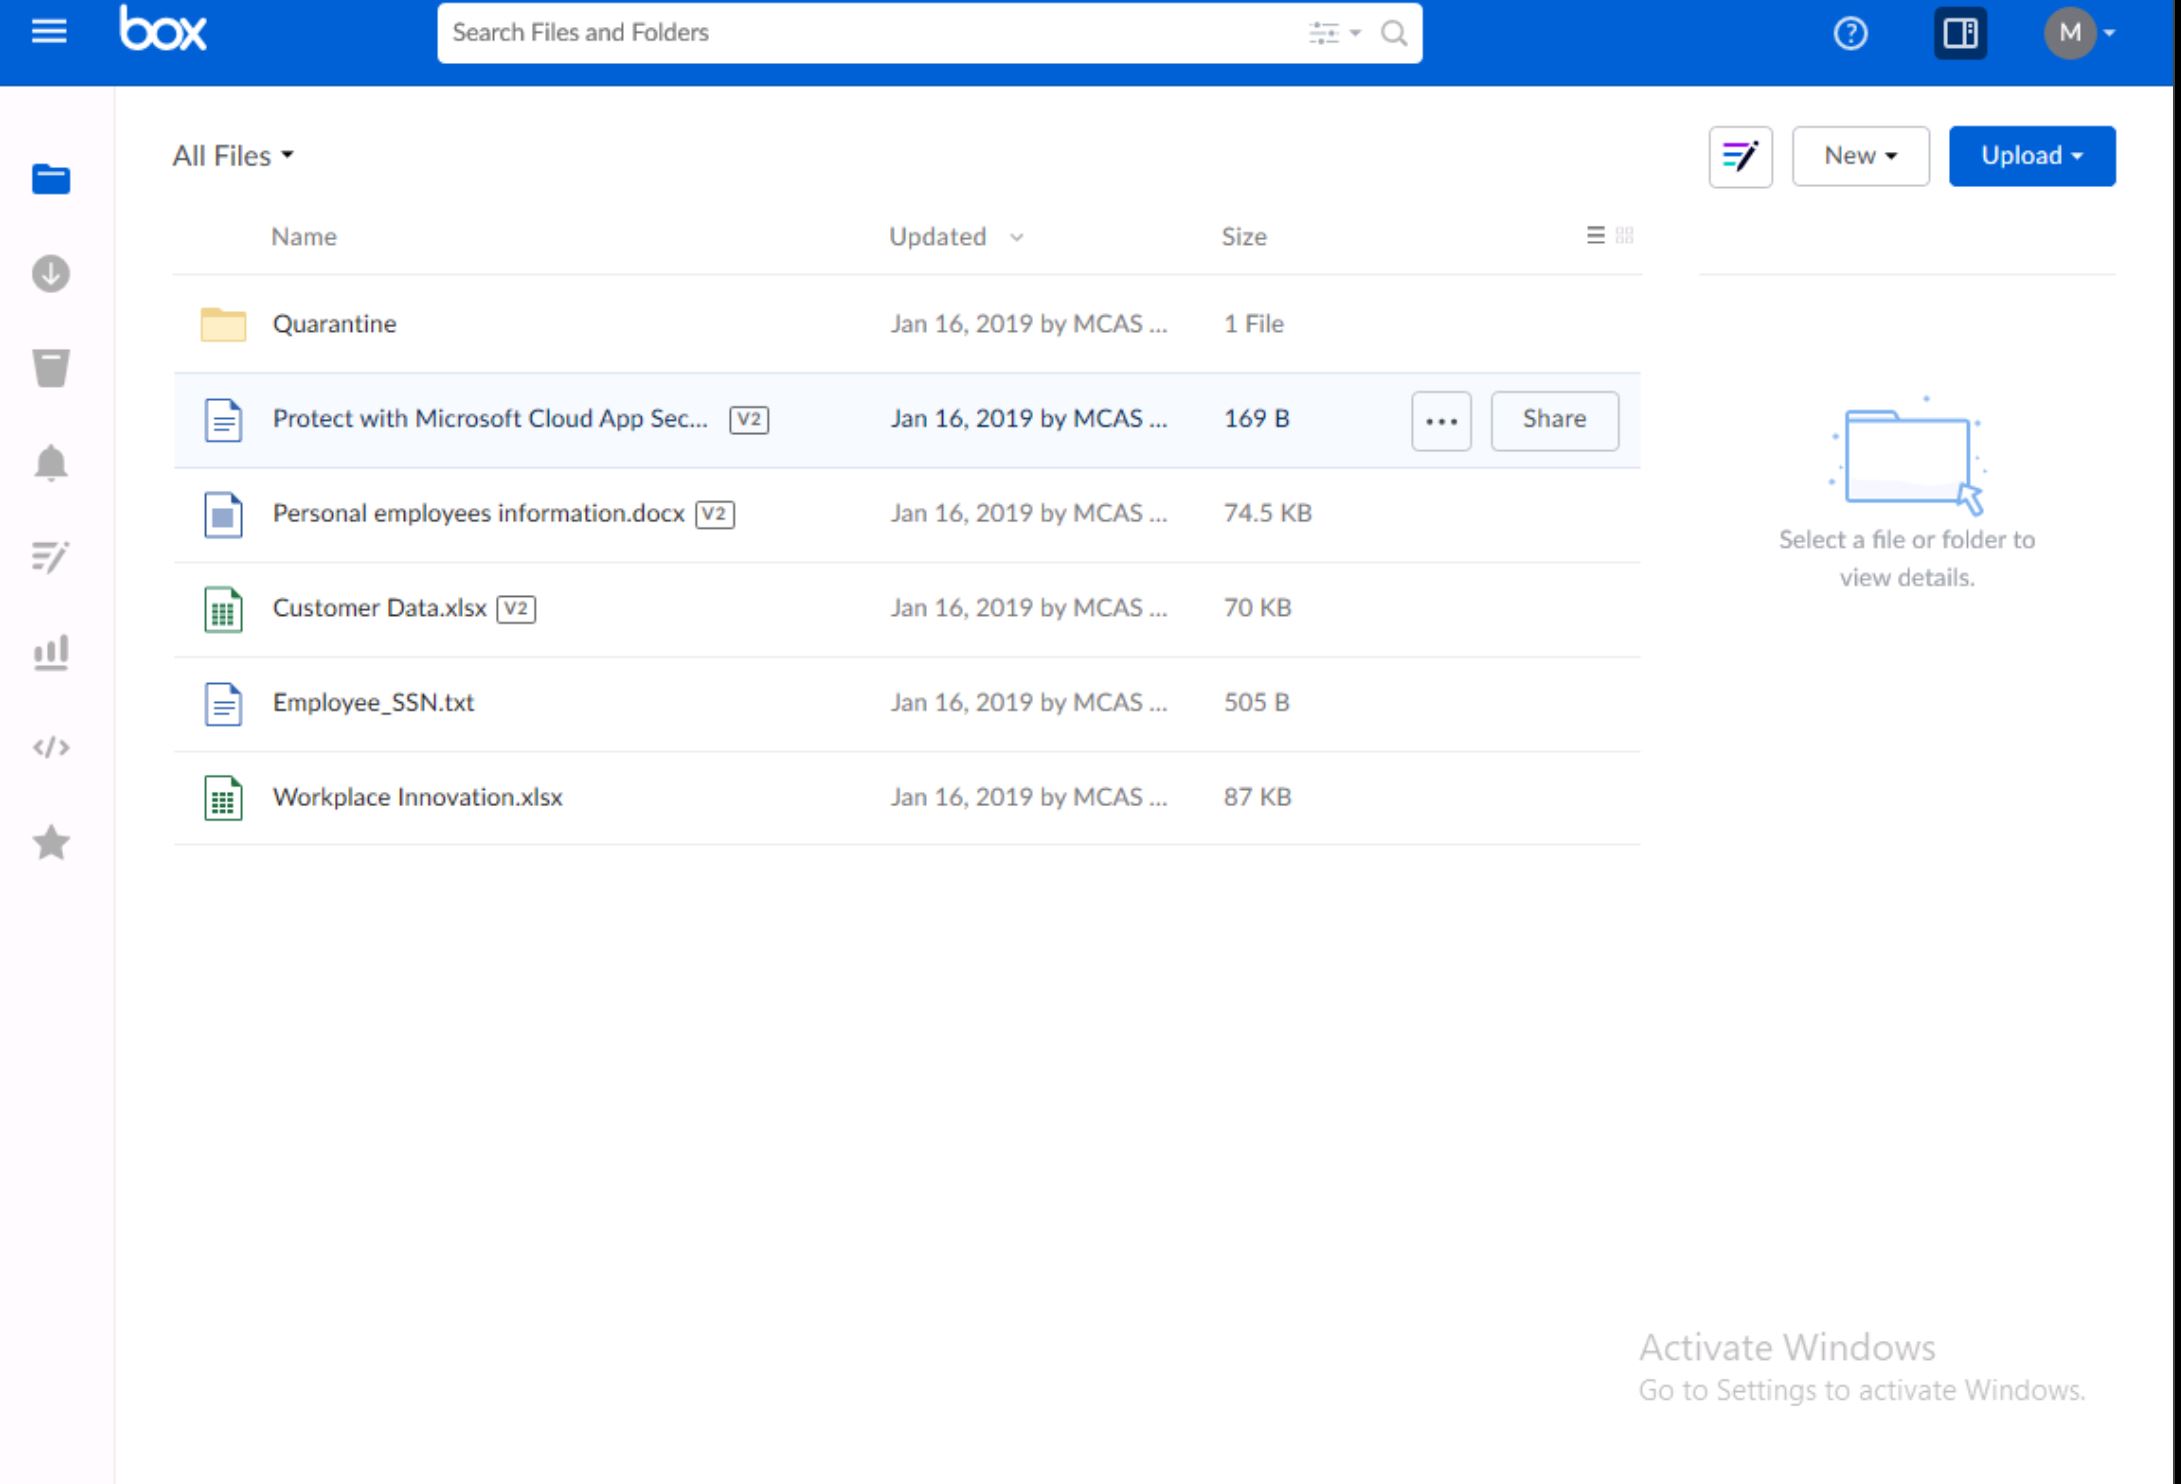 box
Search Files and Folders
M
All Files
New
Upload
Name Updated Size
Quarantine Jan 16, 2019 by MCAS ... 1 File
Protect with Microsoft Cloud App Sec... V2 Jan 16, 2019 by MCAS ... 169 B ... Share
Personal employees information.docx V2 Jan 16, 2019 by MCAS ... 74.5 KB
Customer Data.xlsx V2 Jan 16, 2019 by MCAS ... 70 KB
Employee_SSN.txt Jan 16, 2019 by MCAS ... 505 B
Workplace Innovation.xlsx Jan 16, 2019 by MCAS ... 87 KB
Select a file or folder to
view details.
Activate Windows
Go to Settings to activate Windows.